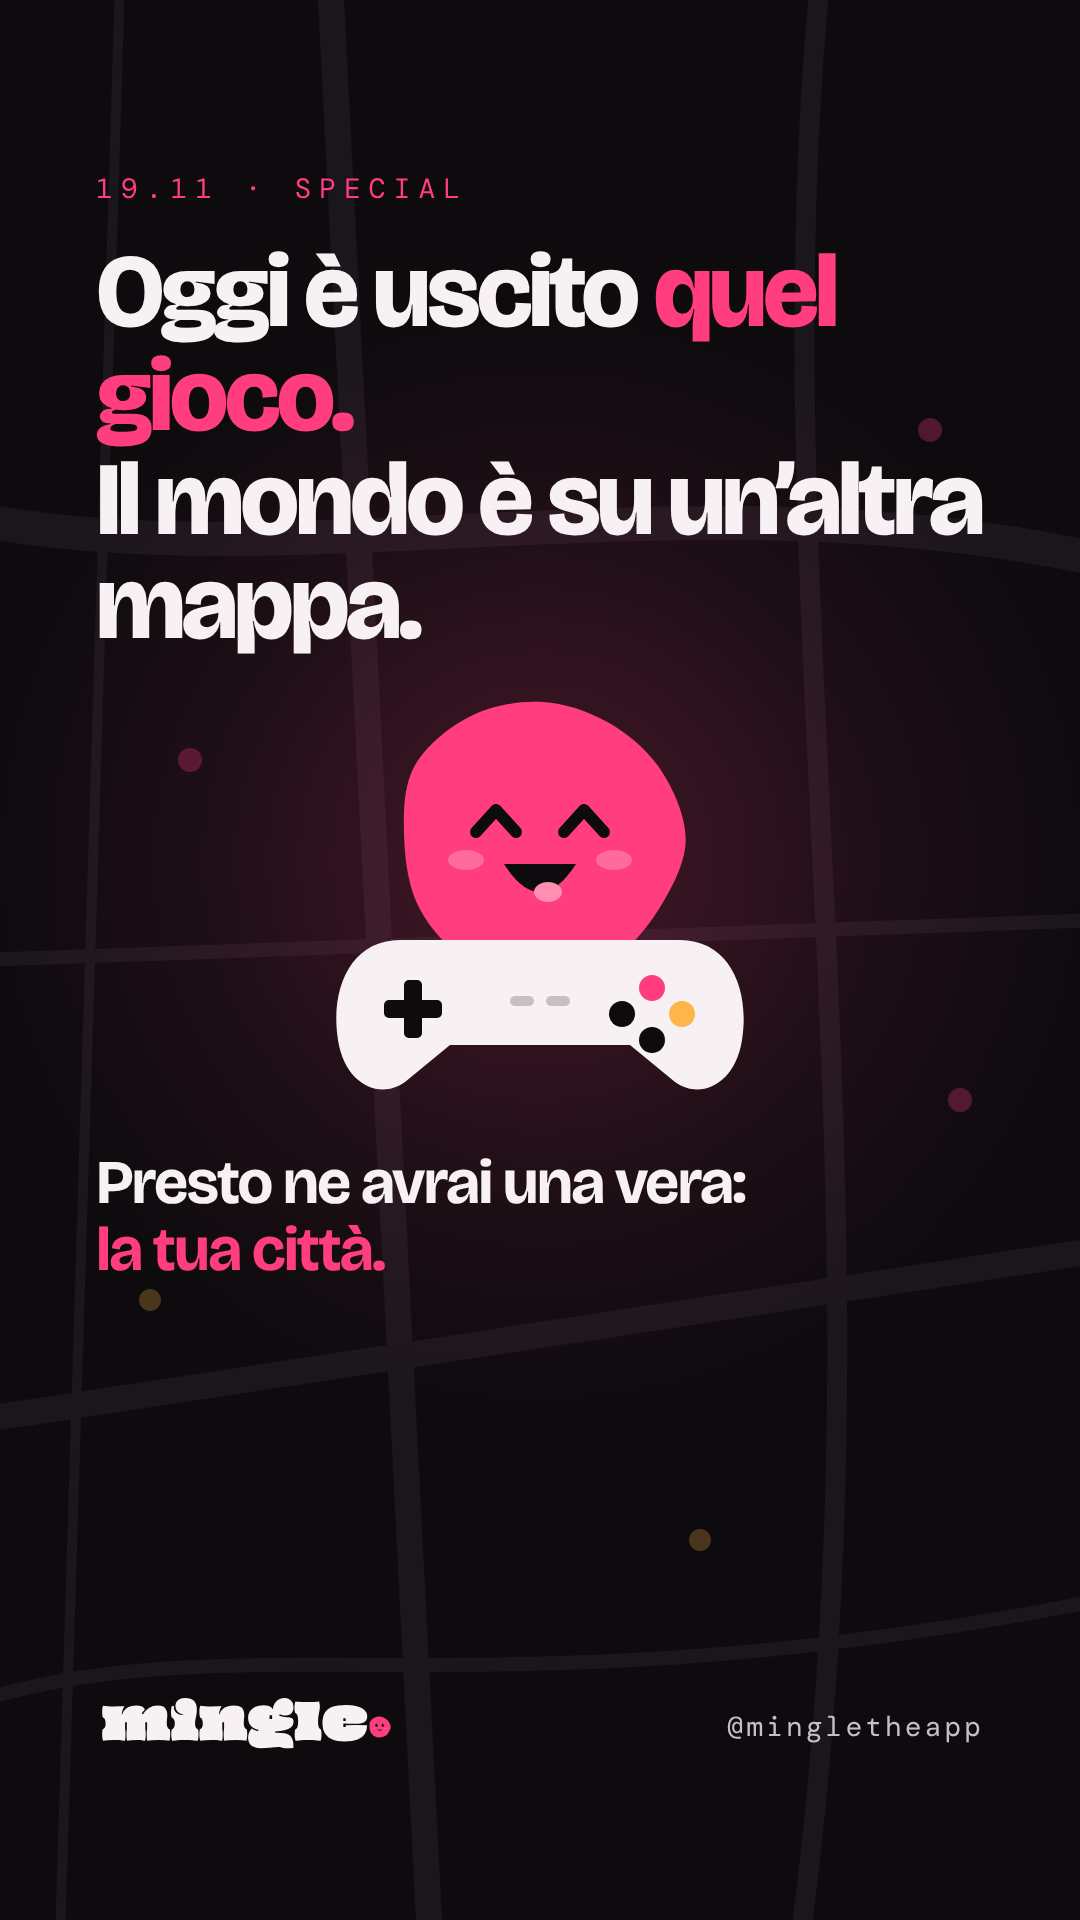 19.11 · SPECIAL
Oggi è uscito quel
gioco.
Il mondo è su un’altra
mappa.
Presto ne avrai una vera:
la tua città.
mingle
@mingletheapp